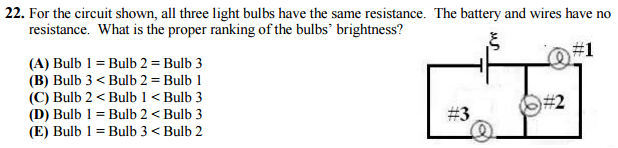 22. For the circuit shown, all three light bulbs have the same resistance. The battery and wires have no
resistance. What is the proper ranking of the bulbs' brightness?
ξ
#1
(A) Bulb 1 = Bulb 2 = Bulb 3
(B) Bulb 3 < Bulb 2 = Bulb 1
(C) Bulb 2 < Bulb 1 < Bulb 3
(D) Bulb 1 = Bulb 2 < Bulb 3
(E) Bulb 1 = Bulb 3 < Bulb 2
#2
#3